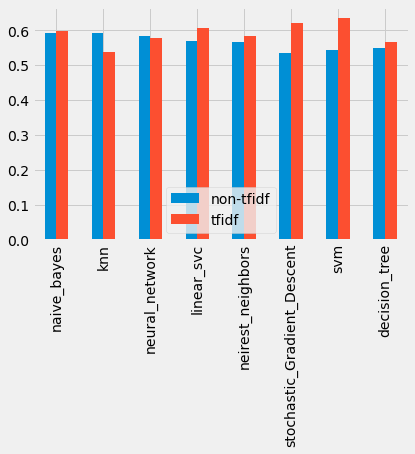 0.6
0.5
0.4
0.3
0.2
0.1
0.0
non-tfidf
tfidf
naive_bayes
knn
neural_network
linear_svc
neirest_neighbors
stochastic_Gradient_Descent
svm
decision_tree